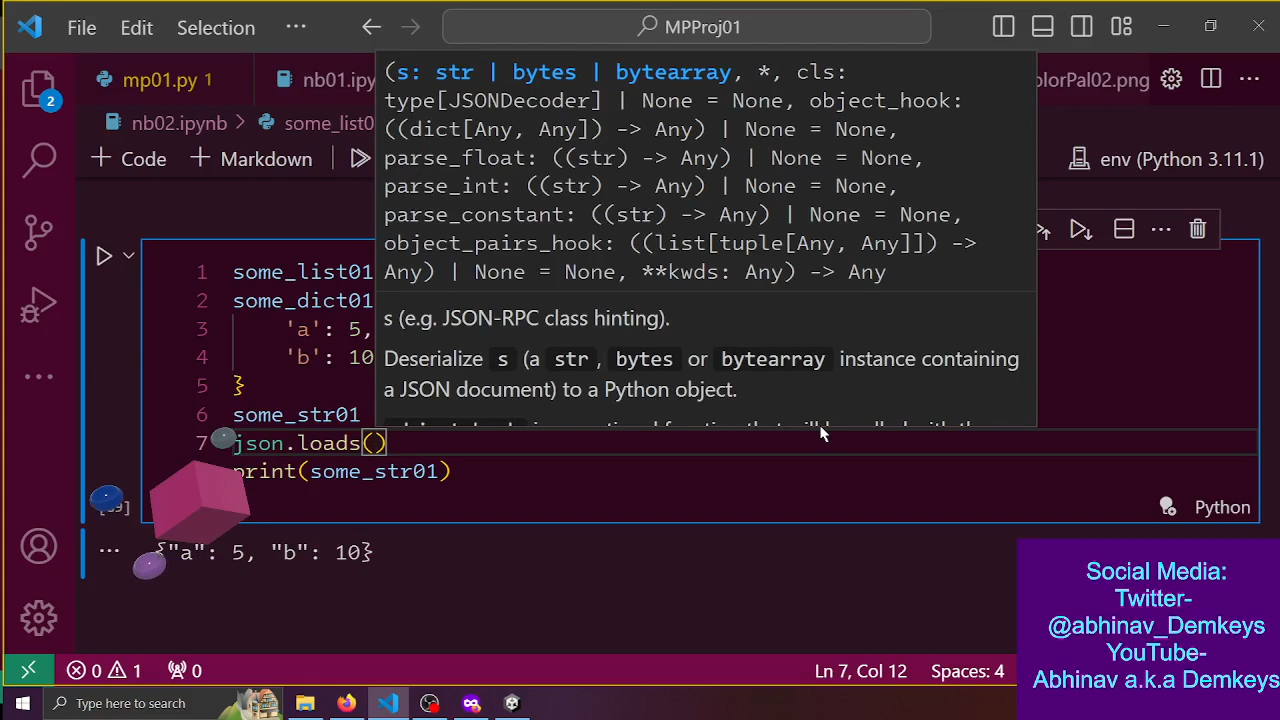 File Edit Selection ··· MPProj01
mp01.py 1 nb01.ipy olorPal02.png
nb02.ipynb > some_list0
+ Code + Markdown env (Python 3.11.1)
(s: str | bytes | bytearray, *, cls:
type[JSONDecoder] | None = None, object_hook:
((dict[Any, Any]) -> Any) | None = None,
parse_float: ((str) -> Any) | None = None,
parse_int: ((str) -> Any) | None = None,
parse_constant: ((str) -> Any) | None = None,
object_pairs_hook: ((list[tuple[Any, Any]]) ->
Any) | None = None, **kwds: Any) -> Any
s (e.g. JSON-RPC class hinting).
Deserialize s (a str, bytes or bytearray instance containing
a JSON document) to a Python object.
1 some_list01
2 some_dict01
3 'a': 5,
4 'b': 10
5 }
6 some_str01
7 json.loads()
print(some_str01)
Python
{"a": 5, "b": 10}
2
Social Media:
Twitter-
@abhinav_Demkeys
YouTube-
Abhinav a.k.a Demkeys
0 1 0 Ln 7, Col 12 Spaces: 4
Type here to search